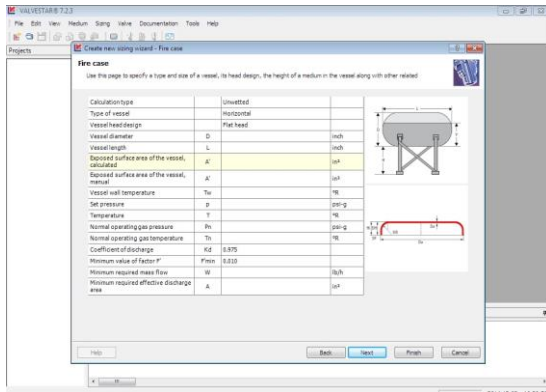 VALVESTAR® 7.2.3
File Edit View Medium Sizing Valve Documentation Tools Help
Projects
Create new sizing wizard - Fire case
Fire case
Use this page to specify a type and size of a vessel, its head design, the height of a medium in the vessel along with other related
Calculation type Unwetted
Type of vessel Horizontal
Vessel head design Flat head
Vessel diameter D inch
Vessel length L inch
Exposed surface area of the vessel, calculated A' in²
Exposed surface area of the vessel, manual A' in²
Vessel wall temperature Tw °R
Set pressure p psi-g
Temperature T °R
Normal operating gas pressure Pn psi-g
Normal operating gas temperature Tn °R
Coefficient of discharge Kd 0.975
Minimum value of factor F' F'min 0.010
Minimum required mass flow W lb/h
Minimum required effective discharge area A in²
Help Back Next Finish Cancel